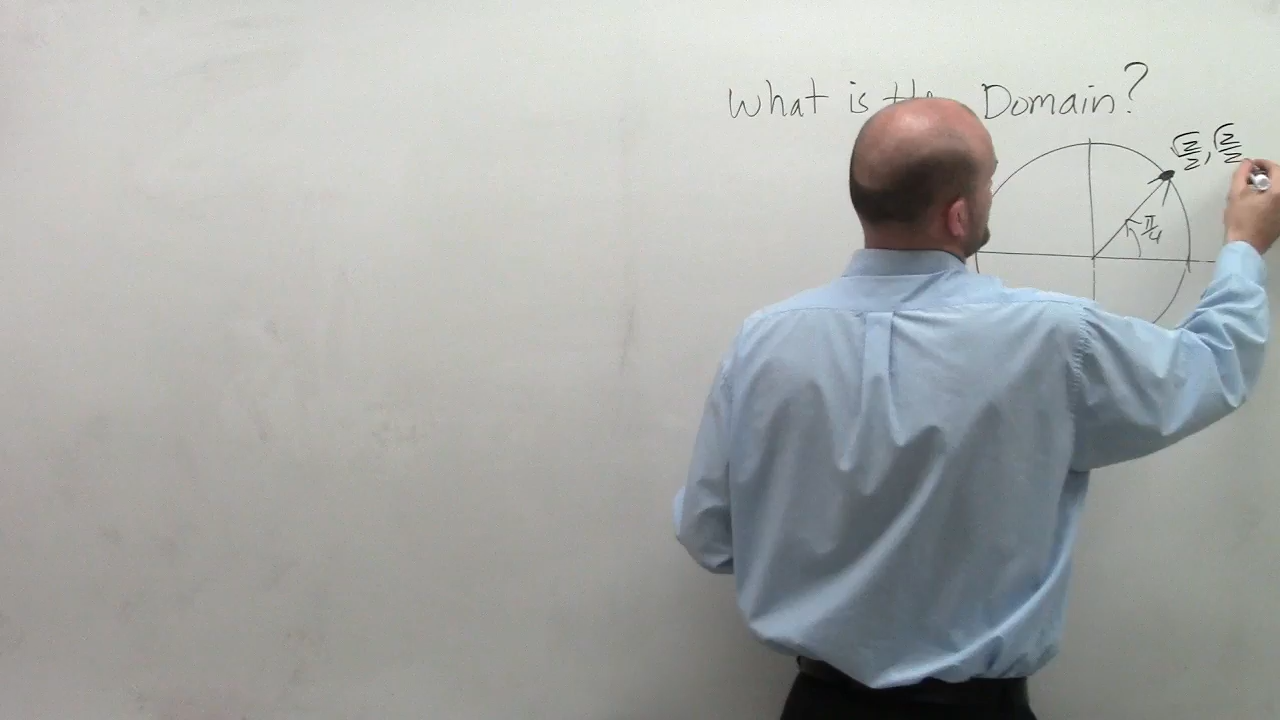 What is the Domain?
√2/2, √2/2
π/4